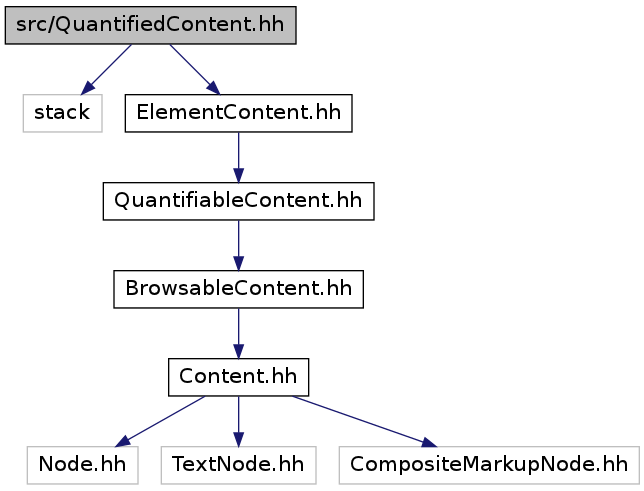 src/QuantifiedContent.hh
stack
ElementContent.hh
QuantifiableContent.hh
BrowsableContent.hh
Content.hh
Node.hh
TextNode.hh
CompositeMarkupNode.hh